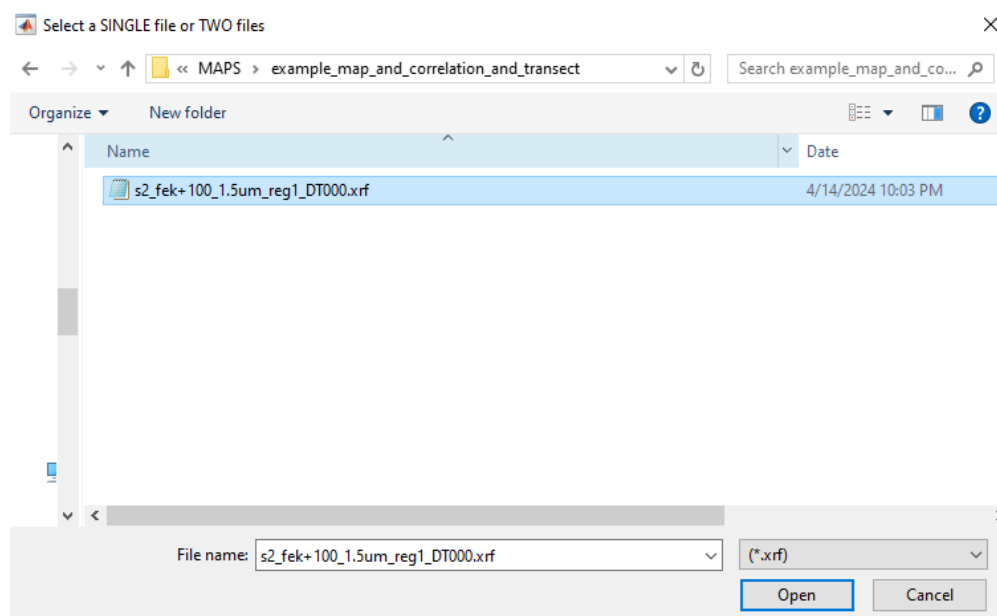 Select a SINGLE file or TWO files
« MAPS > example_map_and_correlation_and_transect
Search example_map_and_co...
Organize
New folder
?
Name
Date
s2_fek+100_1.5um_reg1_DT000.xrf
4/14/2024 10:03 PM
File name:
s2_fek+100_1.5um_reg1_DT000.xrf
(*.xrf)
Open
Cancel